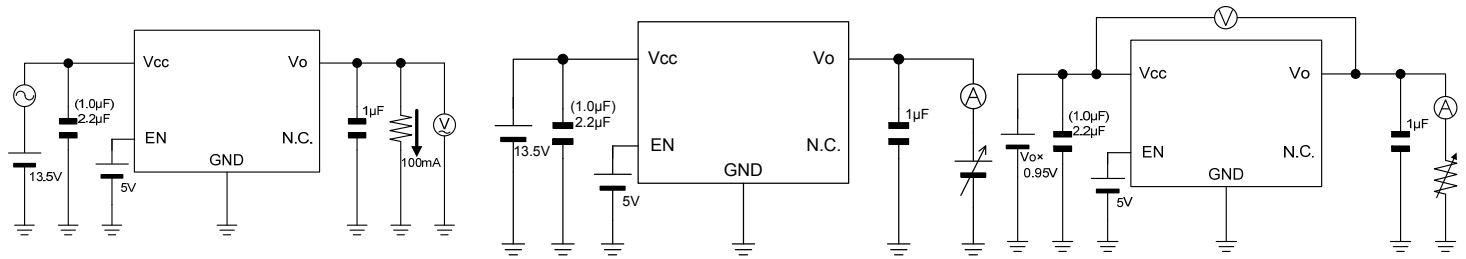 Vcc
Vo
(1.0μF)
2.2μF
1μF
V
EN
N.C.
100mA
GND
13.5V
5V
Vcc
Vo
(1.0μF)
2.2μF
1μF
A
13.5V
EN
N.C.
GND
5V
V
Vcc
Vo
(1.0μF)
2.2μF
1μF
A
Vo×
0.95V
EN
N.C.
GND
5V